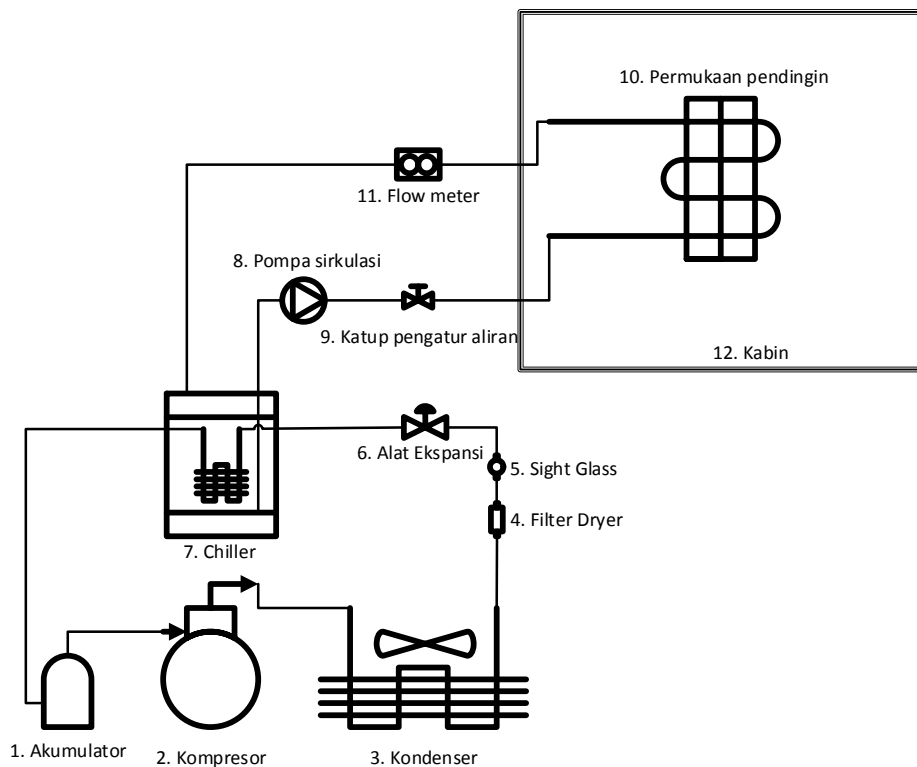 10. Permukaan pendingin
11. Flow meter
8. Pompa sirkulasi
9. Katup pengatur aliran
12. Kabin
6. Alat Ekspansi
5. Sight Glass
4. Filter Dryer
7. Chiller
1. Akumulator
2. Kompresor
3. Kondenser